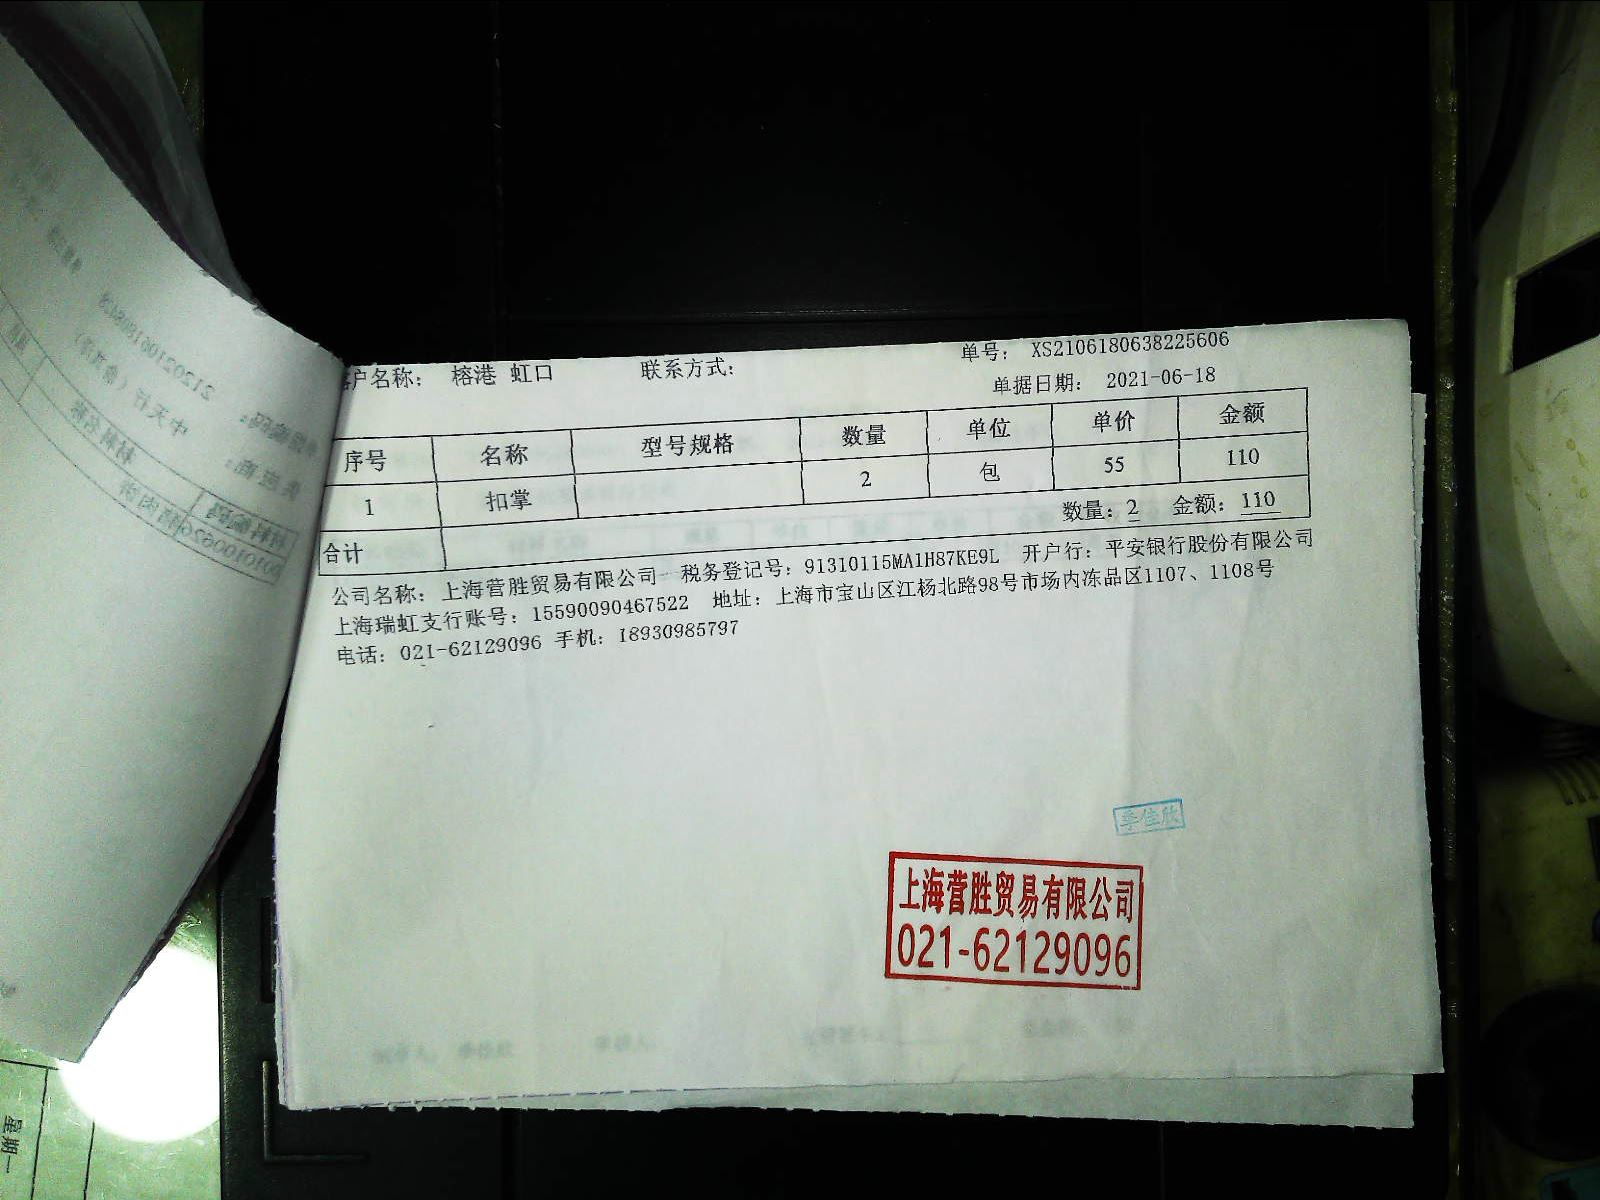 户名称： 榕港 虹口 联系方式： 单号： XS2106180638225606
单据日期： 2021-06-18
序号 名称 型号规格 数量 单位 单价 金额
1 扣掌 2 包 55 110
合计 数量：2 金额：110
公司名称：上海营胜贸易有限公司 税务登记号：91310115MA1H87KE9L 开户行：平安银行股份有限公司
上海瑞虹支行账号：15590090467522 地址：上海市宝山区江杨北路98号市场内冻品区1107、1108号
电话：021-62129096 手机：18930985797
季佳欣
上海营胜贸易有限公司
021-62129096
星期一